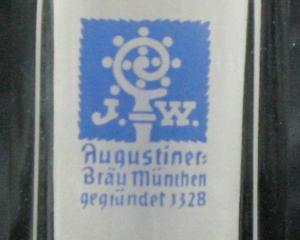 J. W.
Augustiner-
Bräu München
gegründet 1328